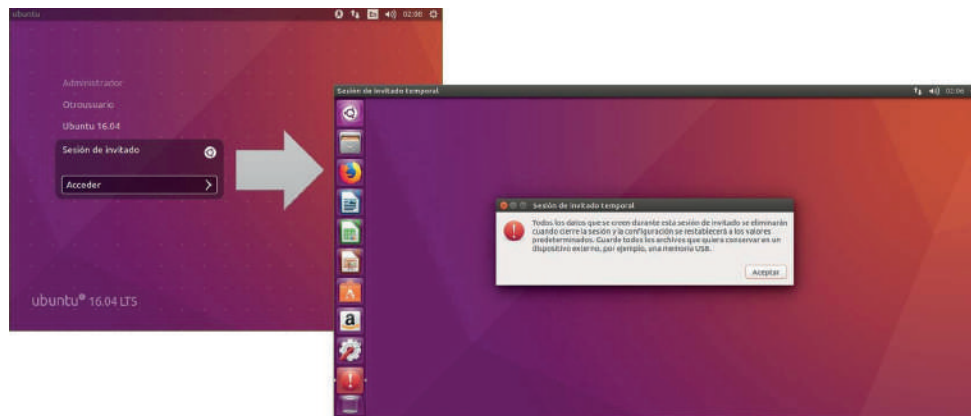 ubuntu
En
02:06
Administrador
Otrousuario
Ubuntu 16.04
Sesión de invitado
Acceder
ubuntu® 16.04 LTS
Sesión de invitado temporal
02:06
Sesión de invitado temporal
Todos los datos que se creen durante esta sesión de invitado se eliminarán
cuando cierre la sesión y la configuración se restablecerá a los valores
predeterminados. Guarde todos los archivos que quiera conservar en un
dispositivo externo, por ejemplo, una memoria USB.
Aceptar
a